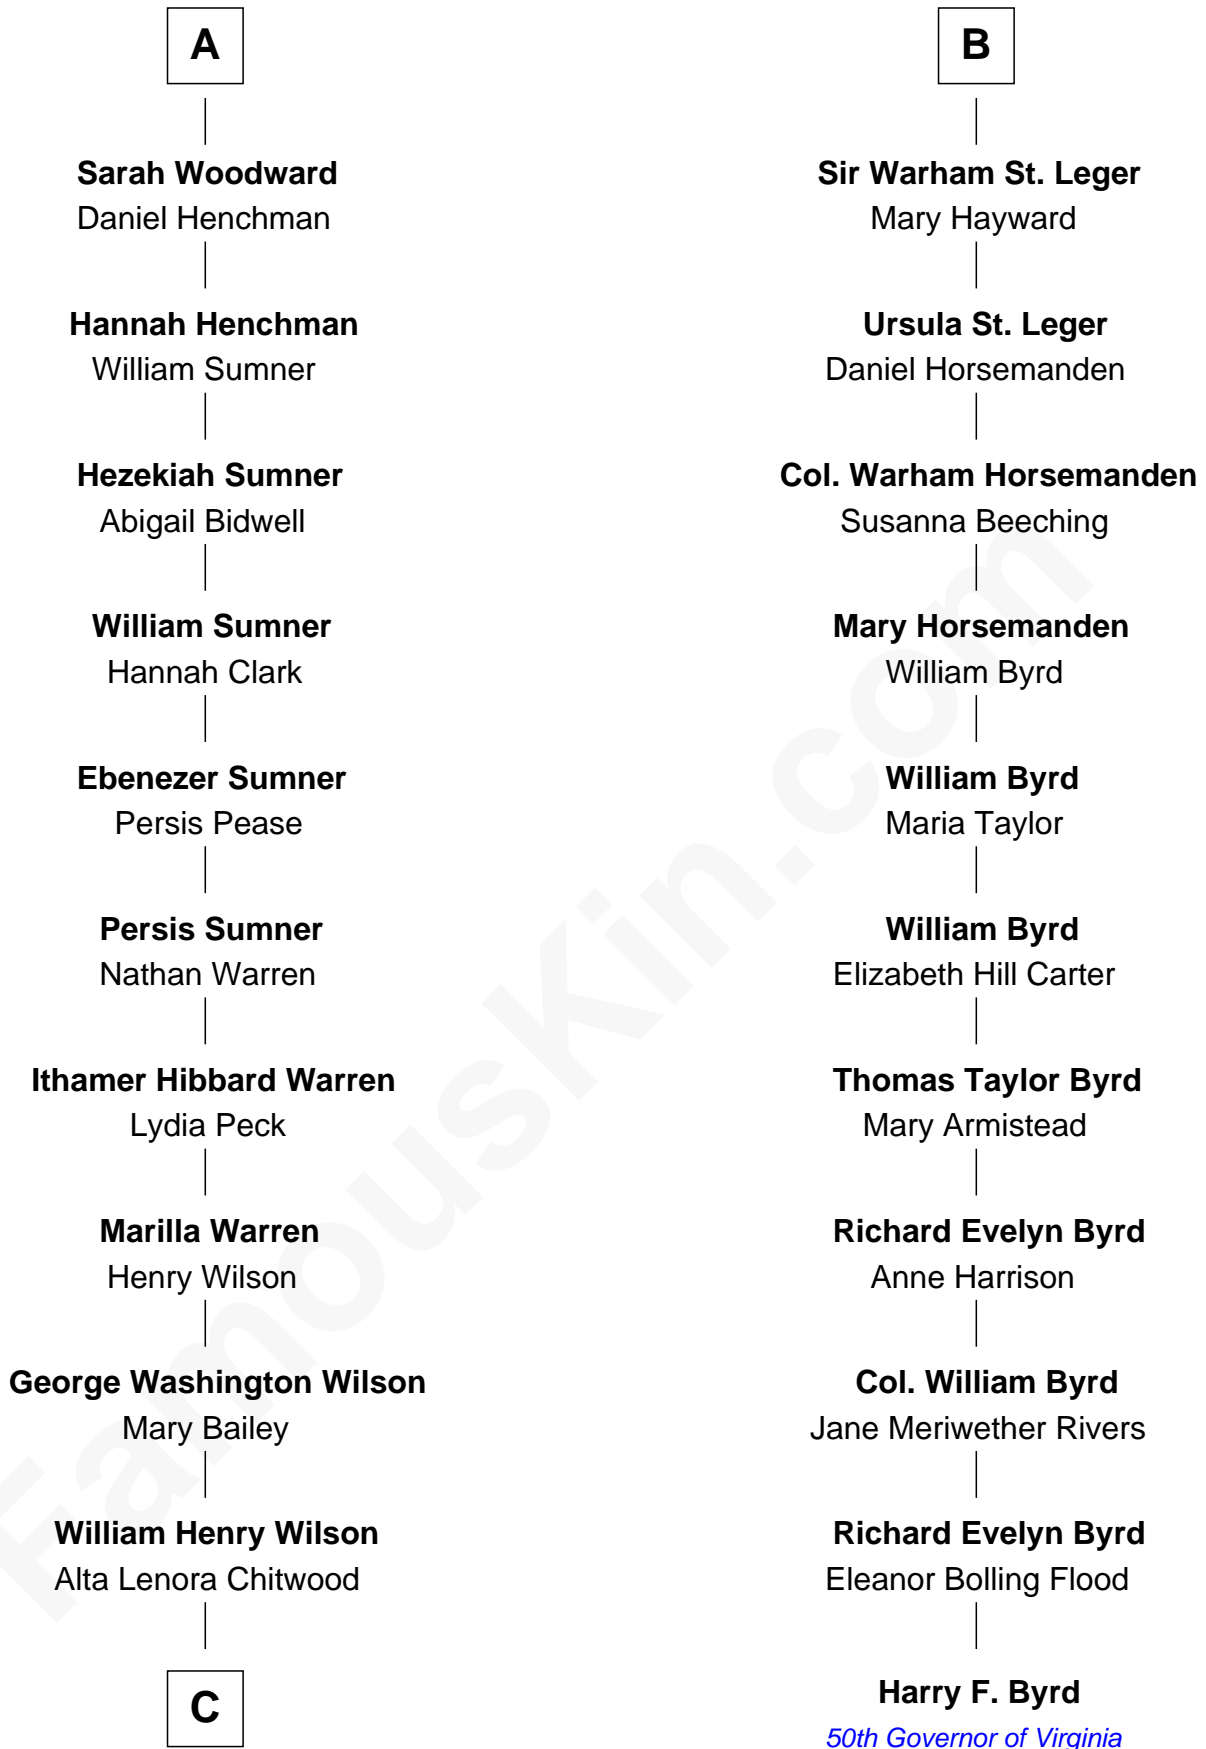 A
Sarah Woodward
Daniel Henchman
Hannah Henchman
William Sumner
Hezekiah Sumner
Abigail Bidwell
William Sumner
Hannah Clark
Ebenezer Sumner
Persis Pease
Persis Sumner
Nathan Warren
Ithamer Hibbard Warren
Lydia Peck
Marilla Warren
Henry Wilson
George Washington Wilson
Mary Bailey
William Henry Wilson
Alta Lenora Chitwood
C
B
Sir Warham St. Leger
Mary Hayward
Ursula St. Leger
Daniel Horsemanden
Col. Warham Horsemanden
Susanna Beeching
Mary Horsemanden
William Byrd
William Byrd
Maria Taylor
William Byrd
Elizabeth Hill Carter
Thomas Taylor Byrd
Mary Armistead
Richard Evelyn Byrd
Anne Harrison
Col. William Byrd
Jane Meriwether Rivers
Richard Evelyn Byrd
Eleanor Bolling Flood
Harry F. Byrd
50th Governor of Virginia
FamousKin.com